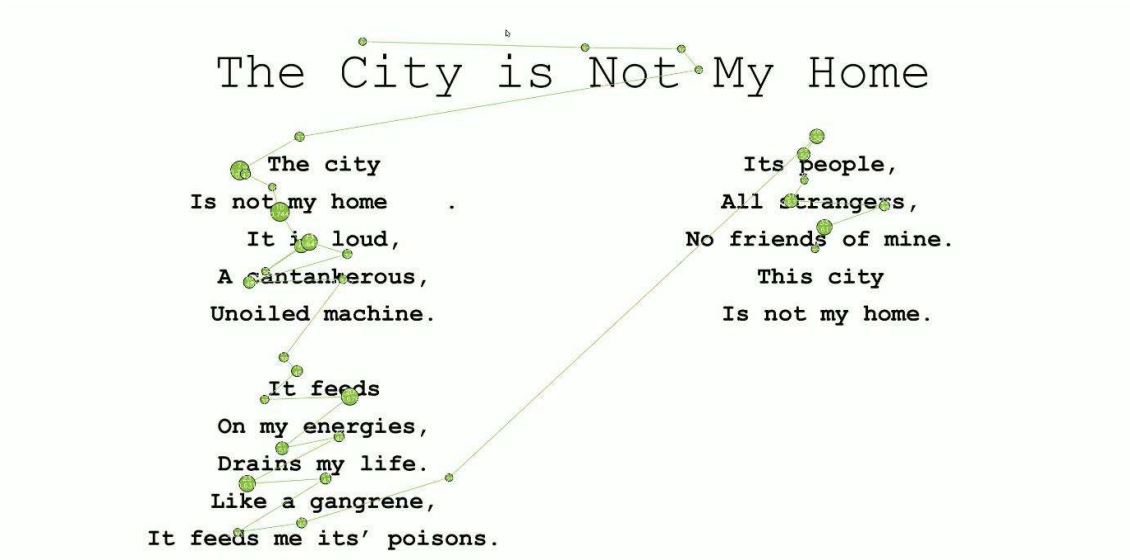 The City is Not My Home
The city
Is not my home .
It is loud,
A cantankerous,
Unoiled machine.
It feeds
On my energies,
Drains my life.
Like a gangrene,
It feeds me its’ poisons.
Its people,
All strangers,
No friends of mine.
This city
Is not my home.